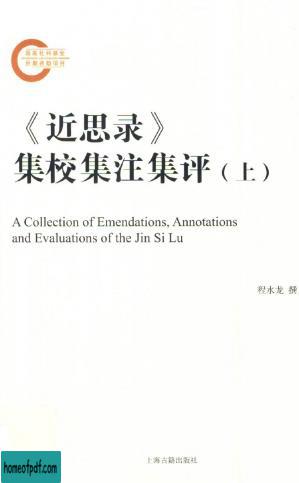 国家社科基金
后期资助项目
《近思录》
集校集注集评(上)
A Collection of Emendations, Annotations
and Evaluations of the Jin Si Lu
程水龙 撰
上海古籍出版社
homeofpdf.com